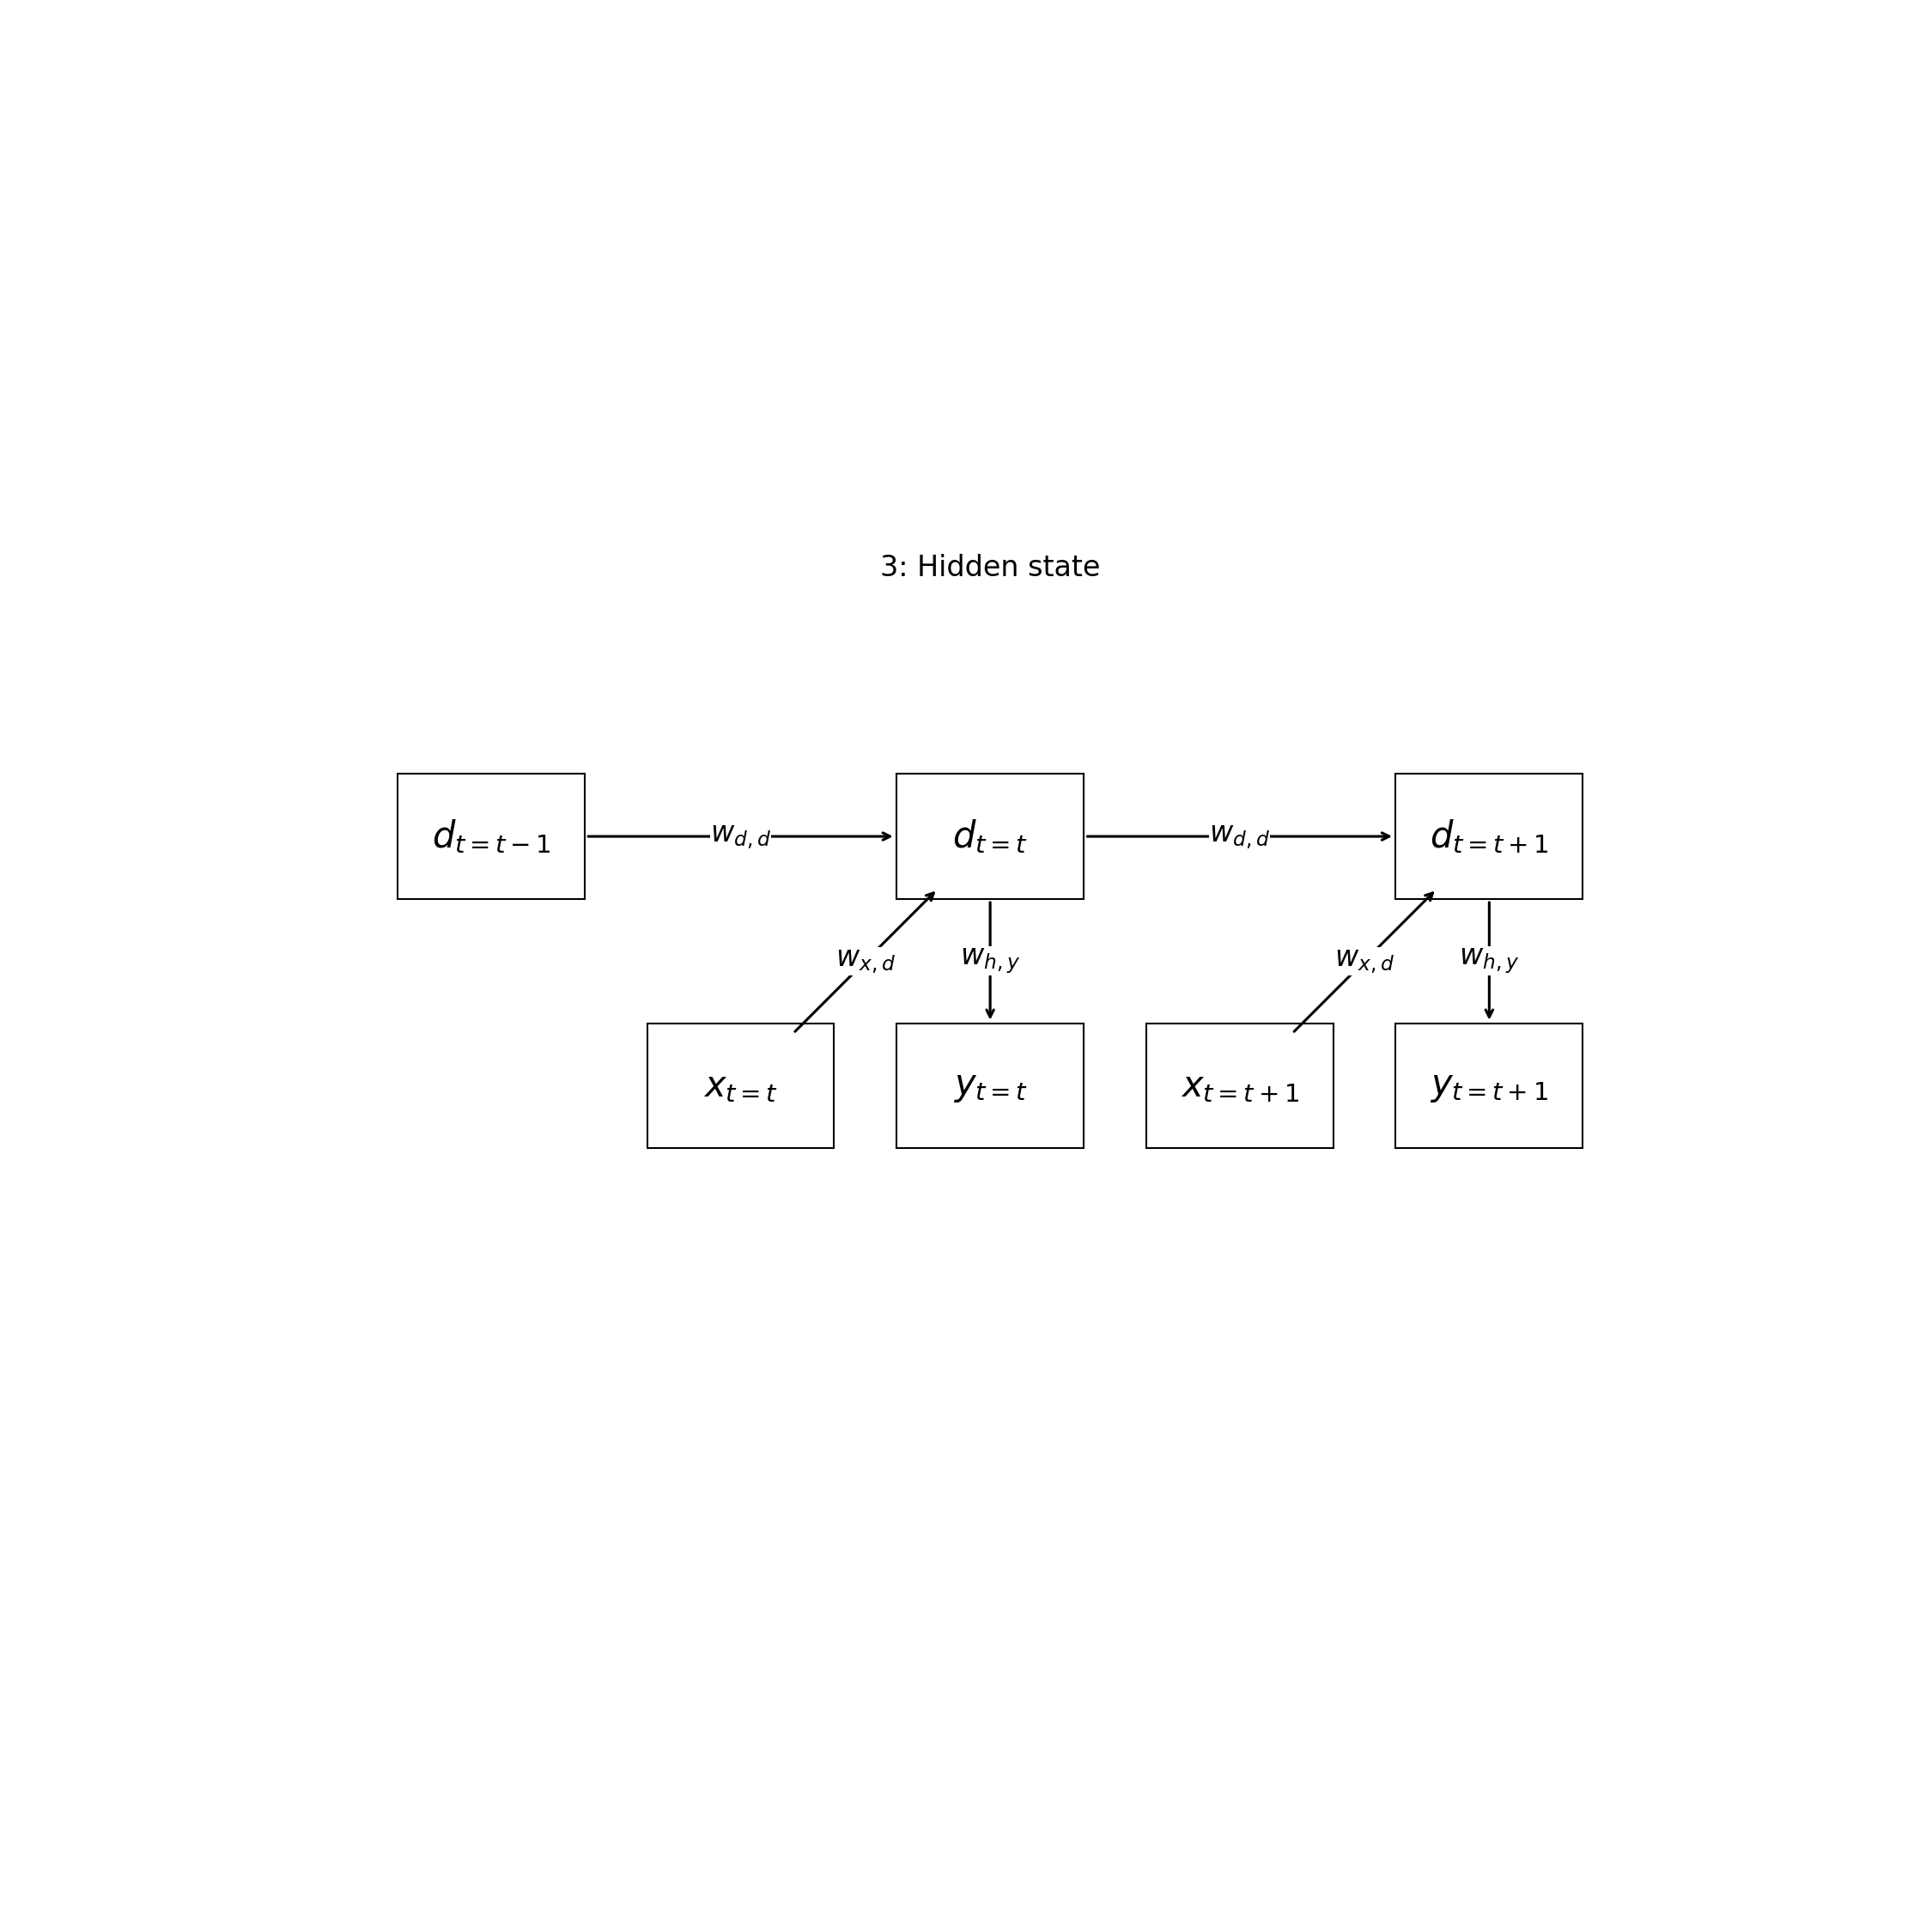 3: Hidden state
d_{t=t−1} w_{d,d} d_{t=t} w_{d,d} d_{t=t+1}
w_{x,d} w_{h,y} w_{x,d} w_{h,y}
x_{t=t} y_{t=t} x_{t=t+1} y_{t=t+1}